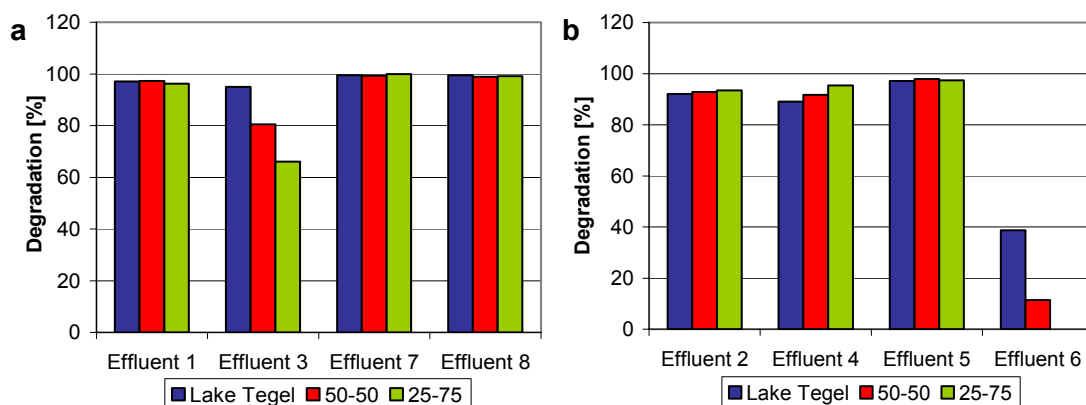 a
Degradation [%]
120
100
80
60
40
20
0
Effluent 1 Effluent 3 Effluent 7 Effluent 8
Lake Tegel 50-50 25-75
b
Degradation [%]
120
100
80
60
40
20
0
Effluent 2 Effluent 4 Effluent 5 Effluent 6
Lake Tegel 50-50 25-75